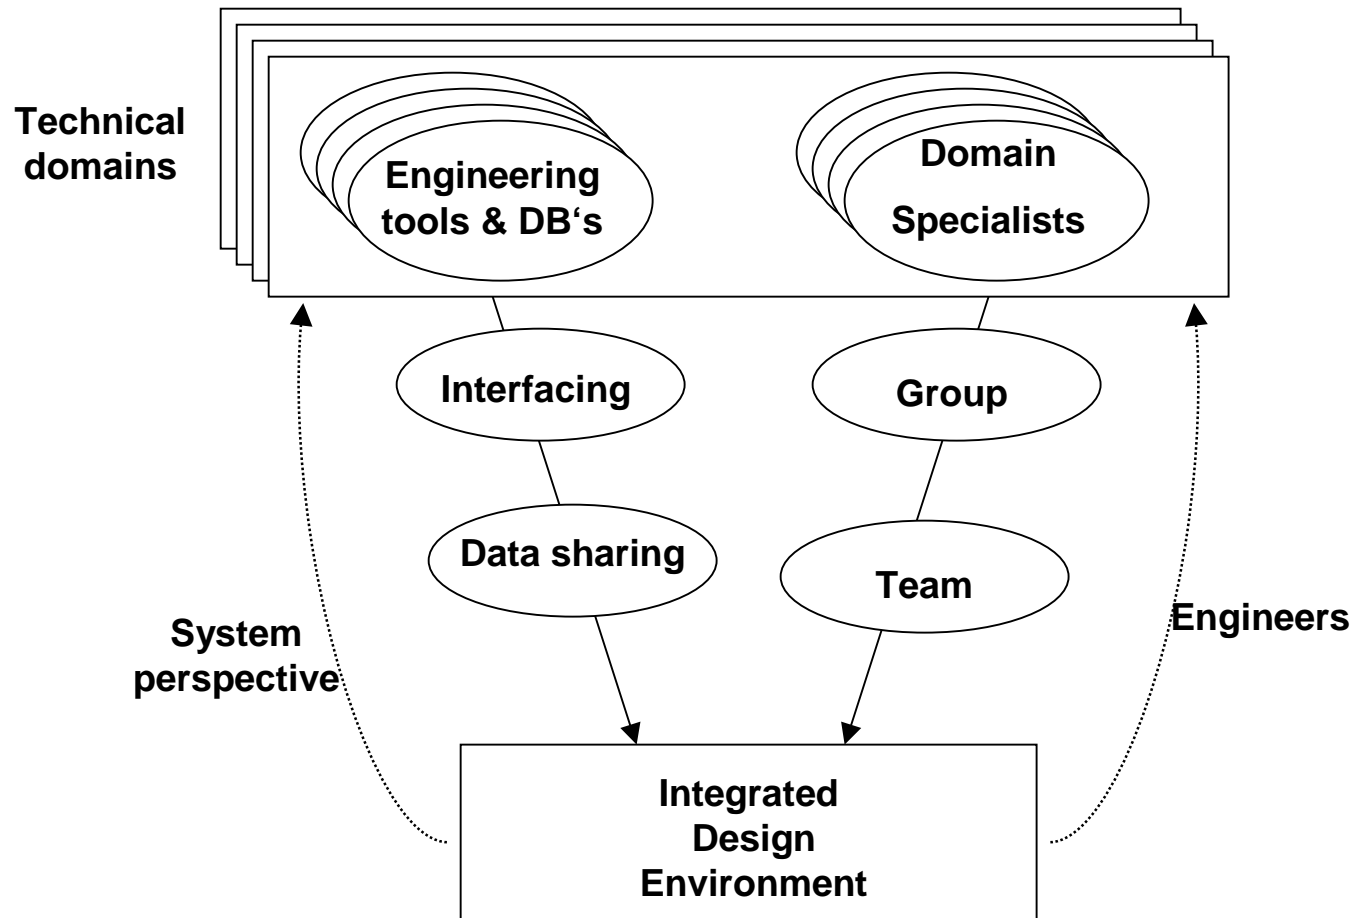 Technical
domains
Engineering
tools & DB‘s
Domain
Specialists
Interfacing
Group
Data sharing
Team
System
perspective
Engineers
Integrated
Design
Environment